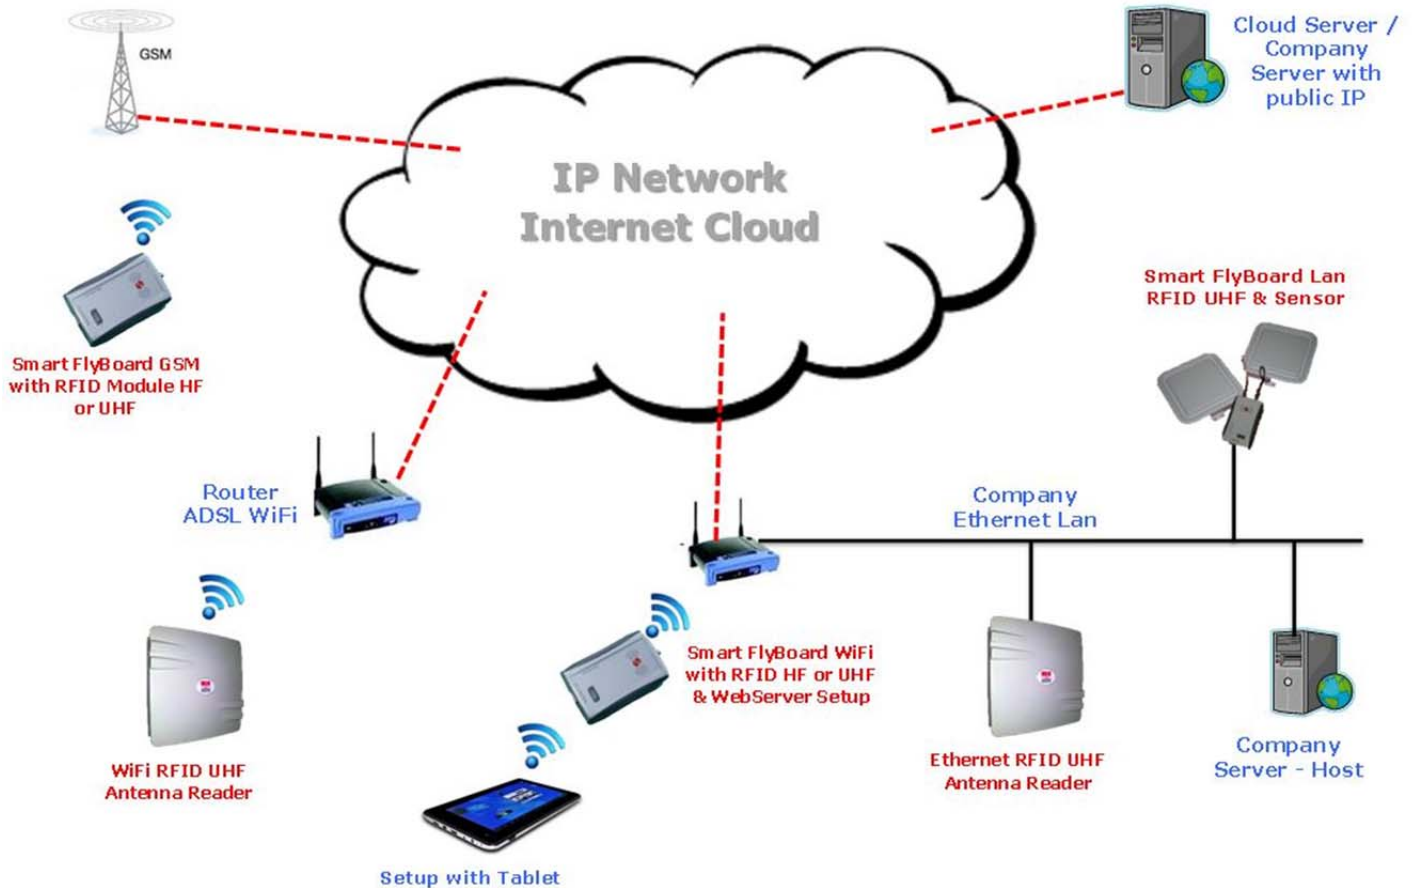 GSM
Cloud Server /
Company
Server with
public IP
IP Network
Internet Cloud
Smart FlyBoard Lan
RFID UHF & Sensor
Smart FlyBoard GSM
with RFID Module HF
or UHF
Router
ADSL WiFi
Company
Ethernet Lan
Smart FlyBoard WiFi
with RFID HF or UHF
& WebServer Setup
WiFi RFID UHF
Antenna Reader
Ethernet RFID UHF
Antenna Reader
Company
Server - Host
Setup with Tablet